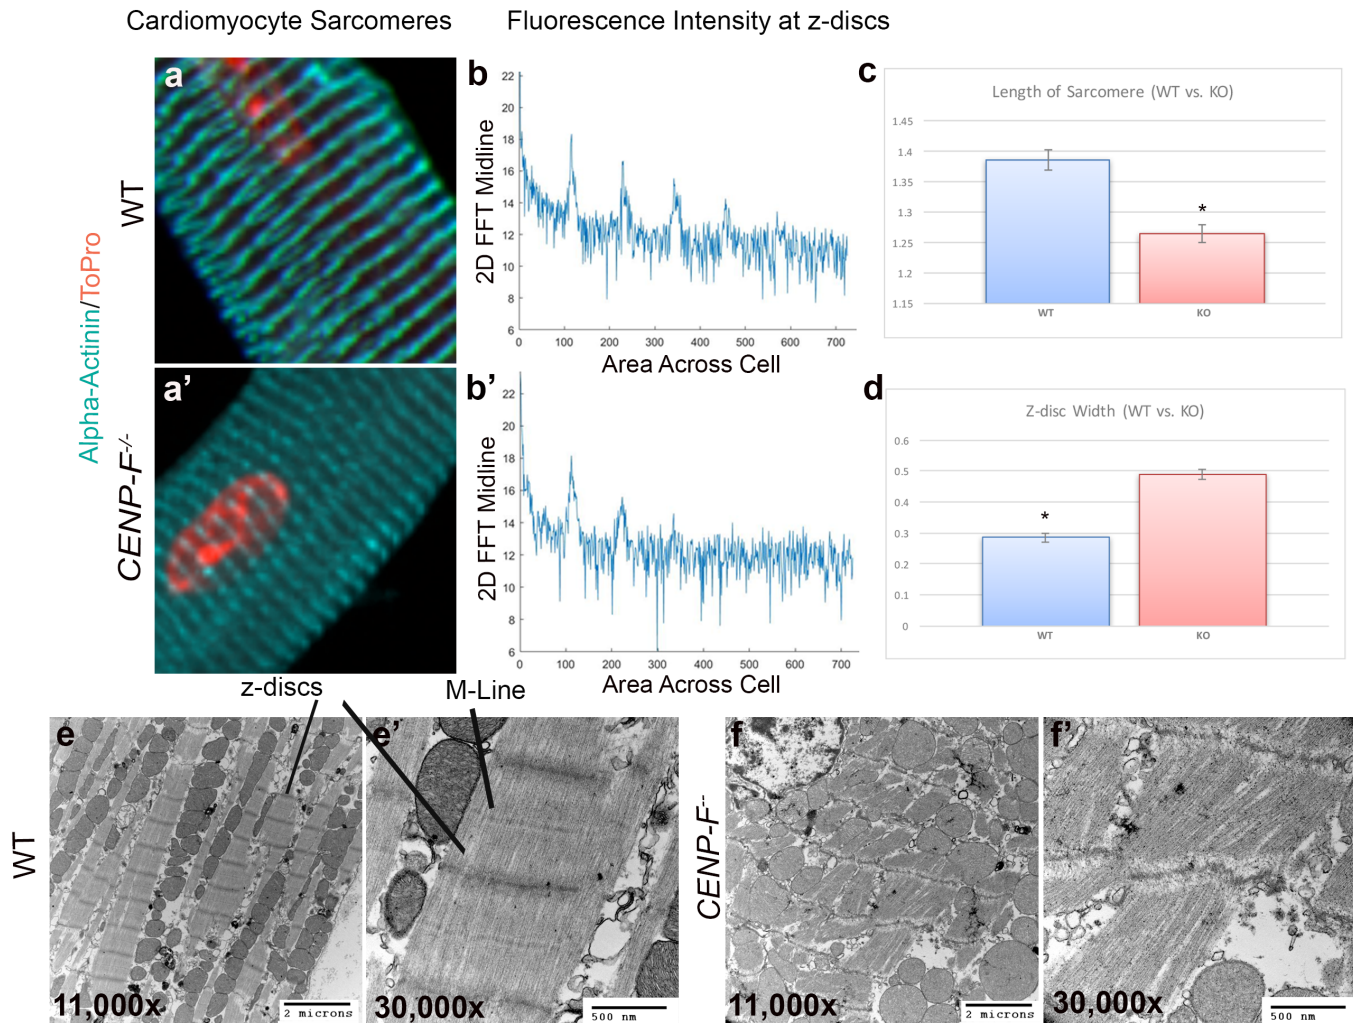 Cardiomyocyte Sarcomeres
Fluorescence Intensity at z-discs
Alpha-Actinin/ToPro
WT
a
b
2D FFT Midline
22
20
18
16
14
12
10
8
6
0 100 200 300 400 500 600 700
Area Across Cell
c
Length of Sarcomere (WT vs. KO)
1.45
1.4
1.35
1.3
1.25
1.2
1.15
*
WT KO
CENP-F-/-
a'
b'
2D FFT Midline
22
20
18
16
14
12
10
8
6
0 100 200 300 400 500 600 700
Area Across Cell
d
Z-disc Width (WT vs. KO)
0.6
0.5
0.4
0.3
0.2
0.1
0
*
WT KO
z-discs
M-Line
WT
e
11,000x
2 microns
e'
30,000x
500 nm
CENP-F--
f
11,000x
2 microns
f'
30,000x
500 nm